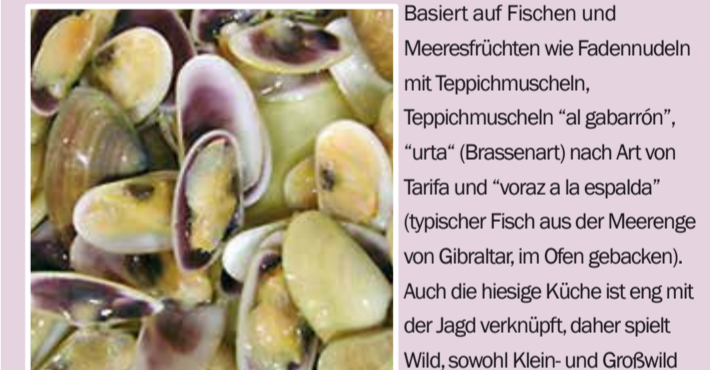 Basiert auf Fischen und
Meeresfrüchten wie Fadennudeln
mit Teppichmuscheln,
Teppichmuscheln “al gabarrón”,
“urta“ (Brassenart) nach Art von
Tarifa und “voraz a la espalda”
(typischer Fisch aus der Meerenge
von Gibraltar, im Ofen gebacken).
Auch die hiesige Küche ist eng mit
der Jagd verknüpft, daher spielt
Wild, sowohl Klein- und Großwild